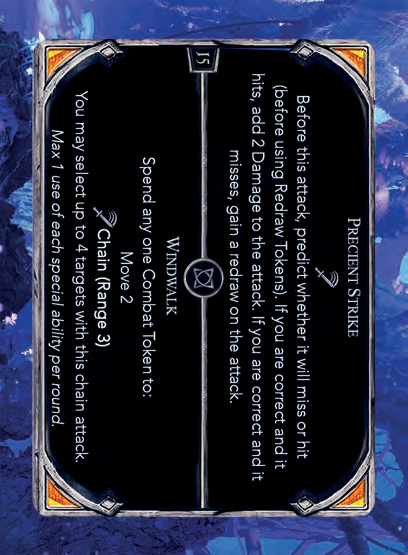 PRECIENT STRIKE
Before this attack, predict whether it will miss or hit
(before using Redraw Tokens). If you are correct and it
hits, add 2 Damage to the attack. If you are correct and it
misses, gain a redraw on the attack.
15
WINDWALK
Spend any one Combat Token to:
Move 2
Chain (Range 3)
You may select up to 4 targets with this chain attack.
Max 1 use of each special ability per round.